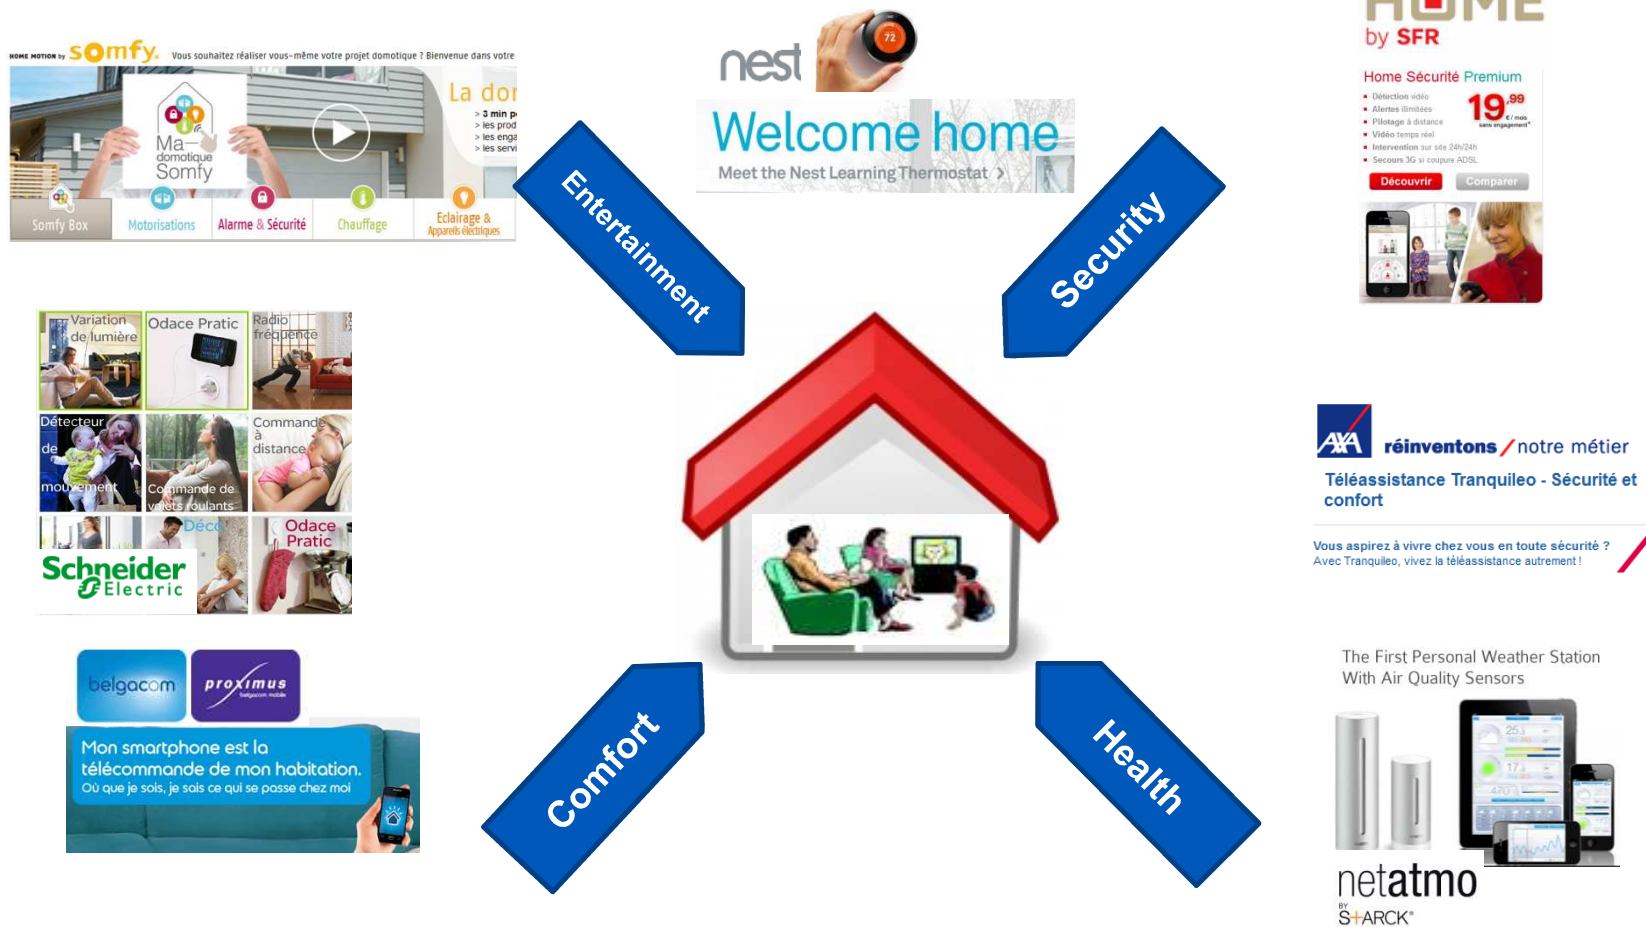 HOME MOTION by somfy. Vous souhaitez réaliser vous-même votre projet domotique ? Bienvenue dans votre
La dor
> 3 min p
> les prod
> les enga
> les servi
Ma-
domotique
Somfy
Somfy Box
Motorisations
Alarme & Sécurité
Chauffage
Eclairage &
Appareils électriques
nest
72
Welcome home
Meet the Nest Learning Thermostat >
HOME
by SFR
Home Sécurité Premium
Détection vidéo
Alertes illimitées
Pilotage à distance
Vidéo temps réel
Intervention sur site 24h/24h
Secours 3G si coupure ADSL
19,99
€ / mois
sans engagement*
Découvrir
Comparer
Entertainment
Security
Variation
de lumière
Odace Pratic
Radio
fréquence
Détecteur
de
mouvement
Commande de
volets roulants
Commande
à
distance
Déco
Odace
Pratic
Schneider
Electric
AXA
réinventons / notre métier
Téléassistance Tranquileo - Sécurité et
confort
Vous aspirez à vivre chez vous en toute sécurité ?
Avec Tranquileo, vivez la téléassistance autrement !
belgacom
proximus
belgacom mobile
Mon smartphone est la
télécommande de mon habitation.
Où que je sois, je sais ce qui se passe chez moi
Comfort
Health
The First Personal Weather Station
With Air Quality Sensors
netatmo
BY
S+ARCK®